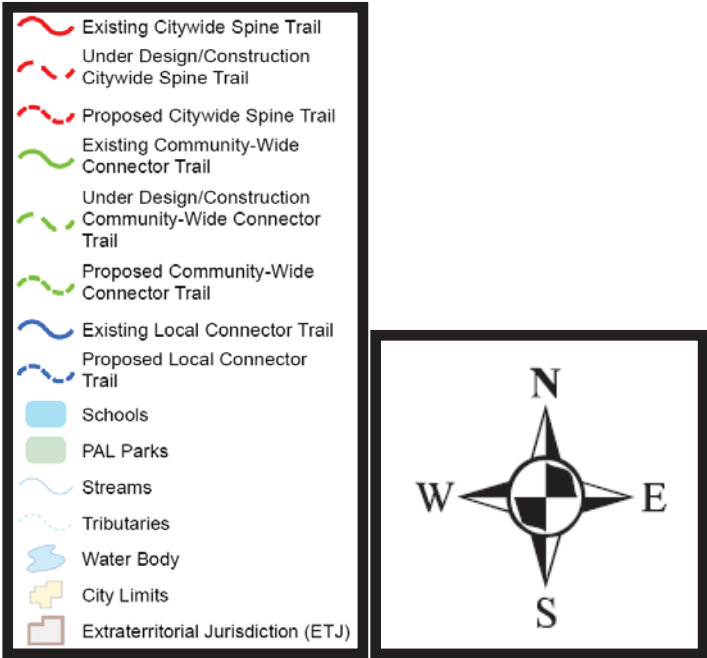 Existing Citywide Spine Trail
Under Design/Construction
Citywide Spine Trail
Proposed Citywide Spine Trail
Existing Community-Wide
Connector Trail
Under Design/Construction
Community-Wide Connector
Trail
Proposed Community-Wide
Connector Trail
Existing Local Connector Trail
Proposed Local Connector
Trail
Schools
PAL Parks
Streams
Tributaries
Water Body
City Limits
Extraterritorial Jurisdiction (ETJ)
N
W E
S